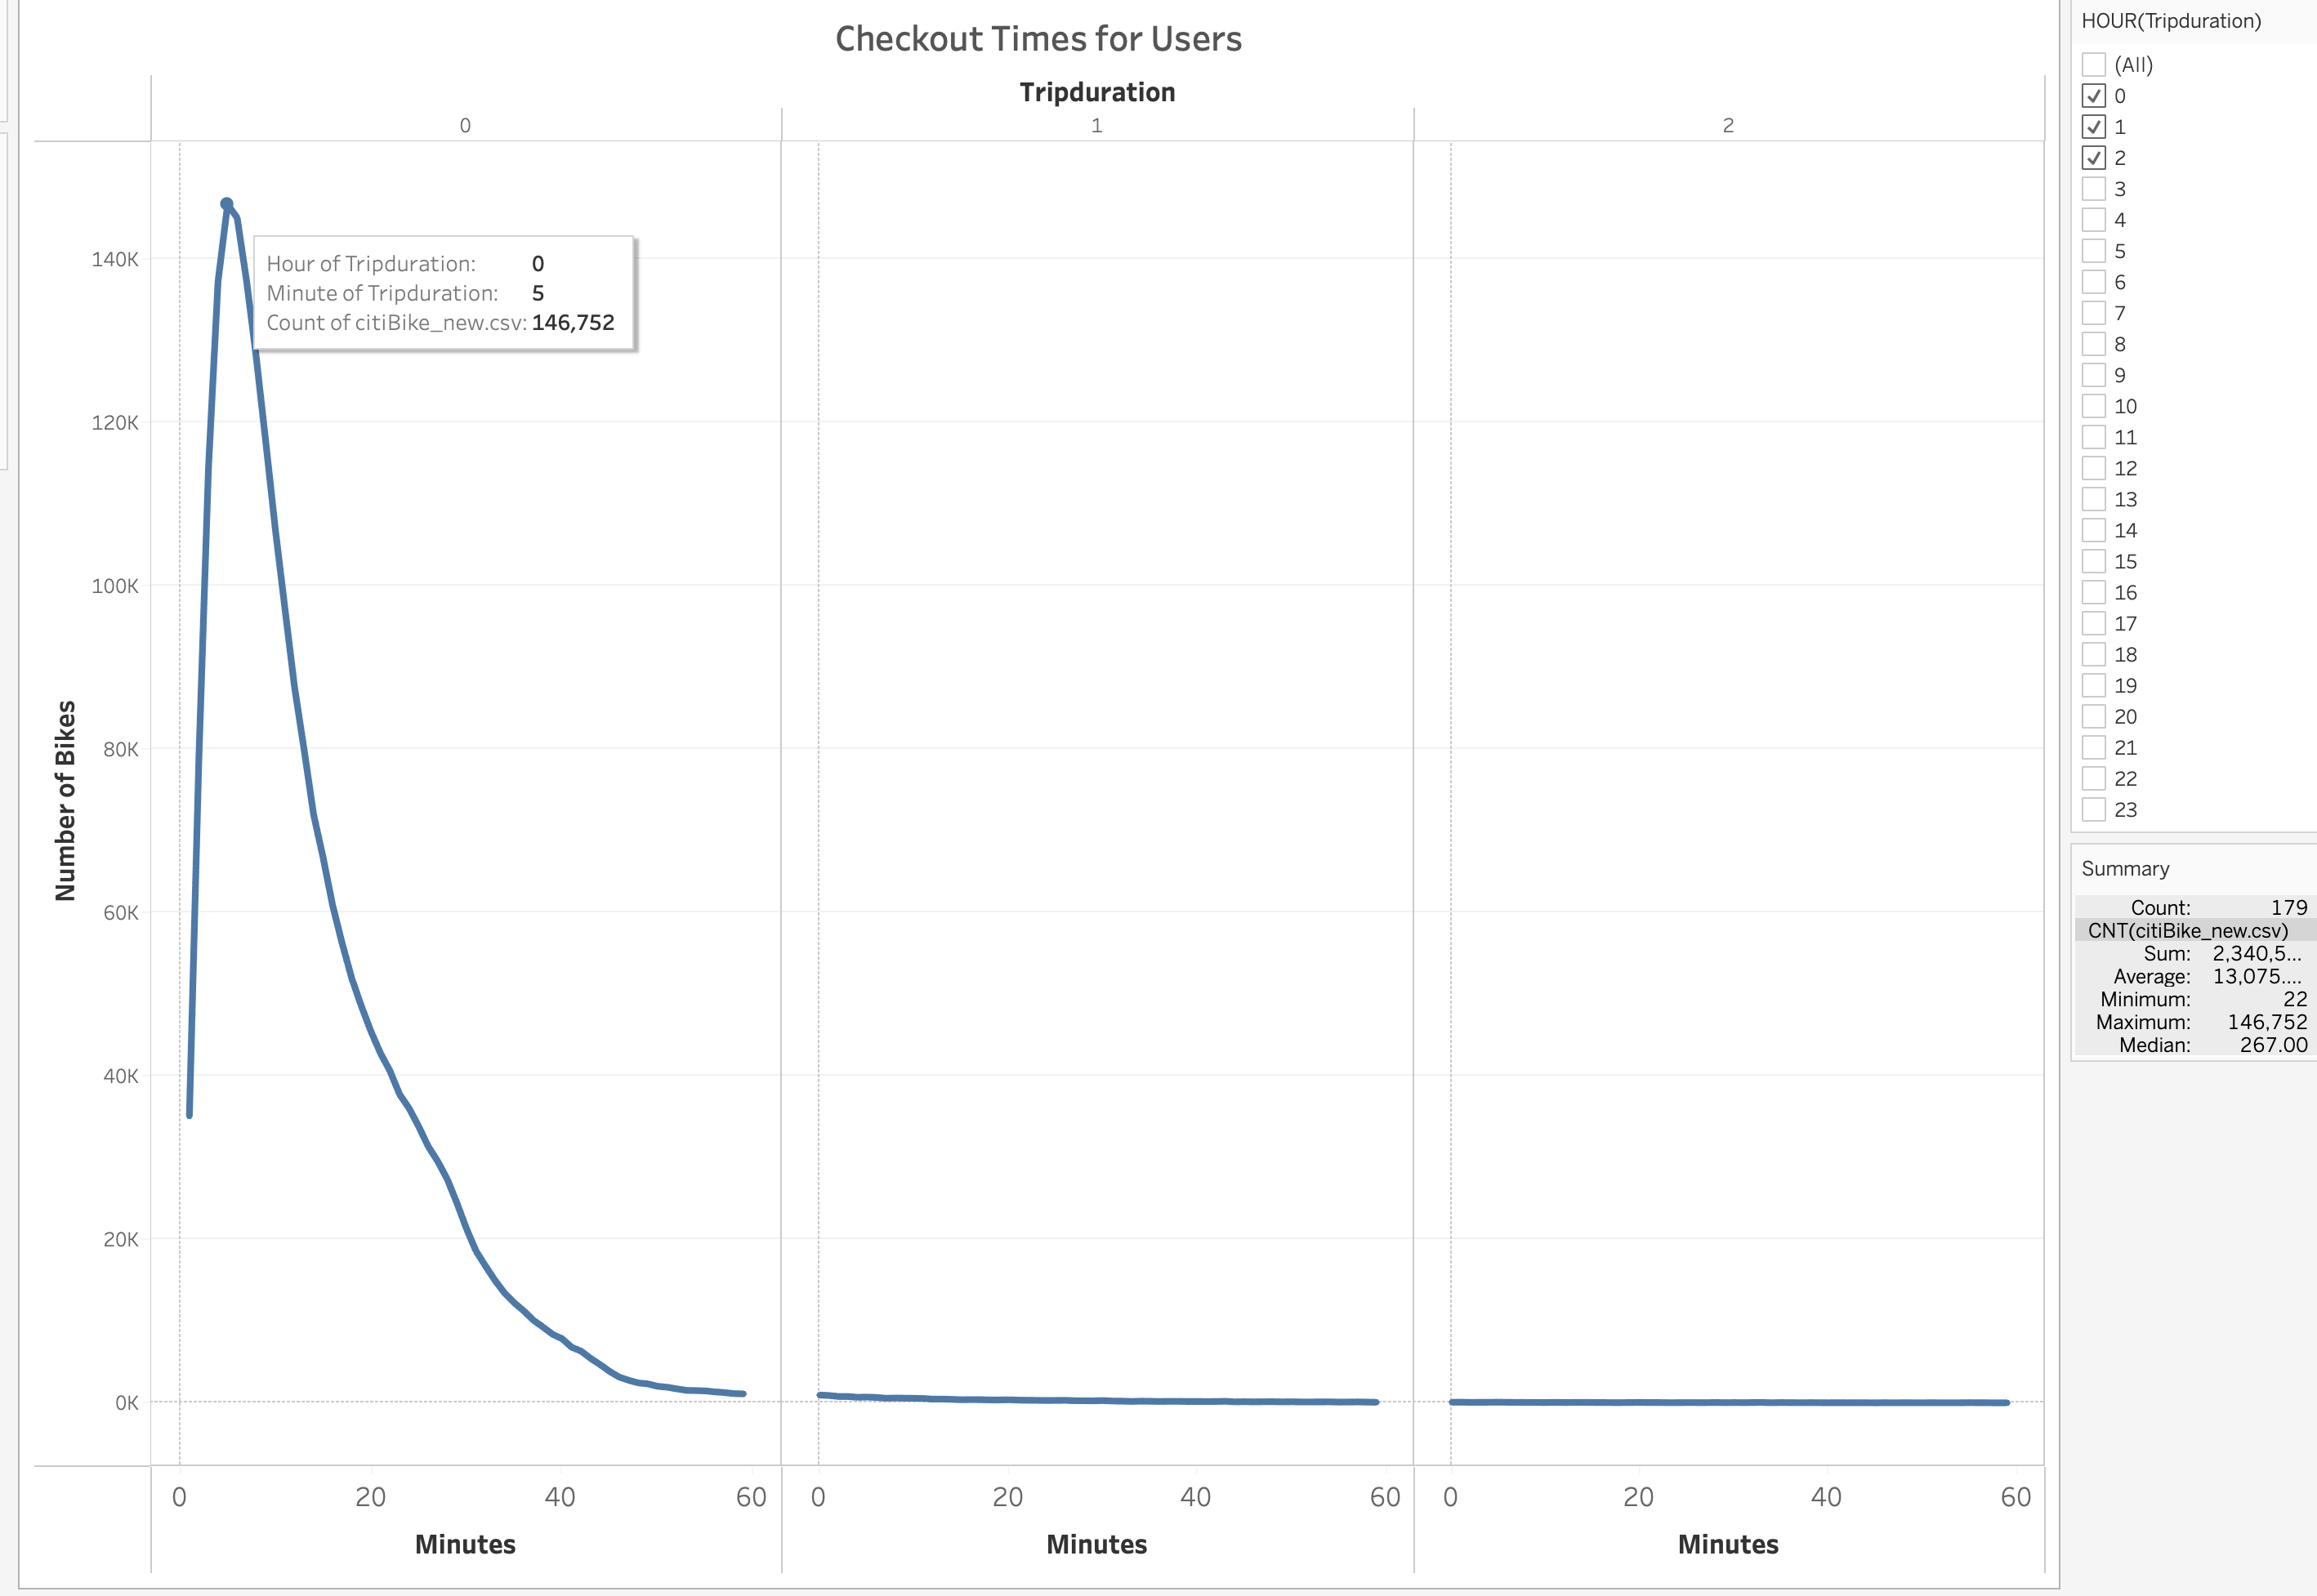 Checkout Times for Users
Tripduration
0
1
2
140K
120K
100K
80K
60K
40K
20K
0K
Number of Bikes
Hour of Tripduration: 0
Minute of Tripduration: 5
Count of citiBike_new.csv: 146,752
0 20 40 60
0 20 40 60
0 20 40 60
Minutes
Minutes
Minutes
HOUR(Tripduration)
(All)
0
1
2
3
4
5
6
7
8
9
10
11
12
13
14
15
16
17
18
19
20
21
22
23
Summary
Count: 179
CNT(citiBike_new.csv)
Sum: 2,340,5...
Average: 13,075....
Minimum: 22
Maximum: 146,752
Median: 267.00